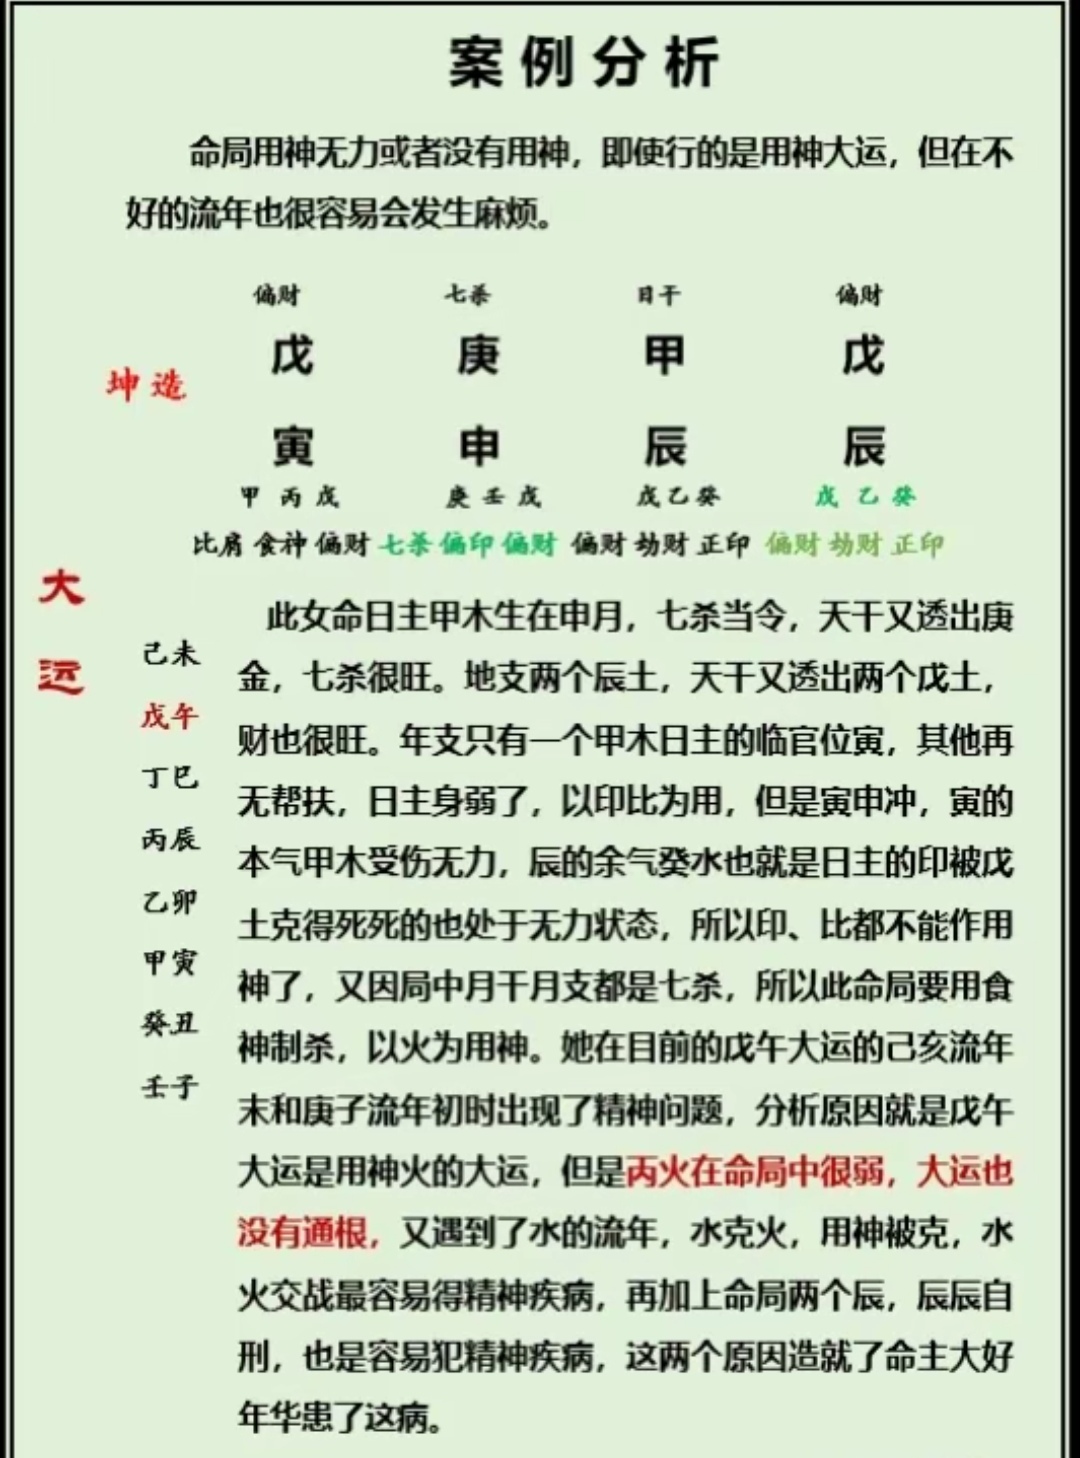 案例分析
命局用神无力或者没有用神，即使行的是用神大运，但在不
好的流年也很容易会发生麻烦。
偏财 七杀 日干 偏财
戊 庚 甲 戊
坤造
寅 申 辰 辰
甲丙戊 庚壬戊 戊乙癸 戊乙癸
比肩 食神 偏财 七杀 偏印 偏财 偏财 劫财 正印 偏财 劫财 正印
大运
己未
戊午
丁巳
丙辰
乙卯
甲寅
癸丑
壬子
此女命日主甲木生在申月，七杀当令，天干又透出庚
金，七杀很旺。地支两个辰土，天干又透出两个戊土，
财也很旺。年支只有一个甲木日主的临官位寅，其他再
无帮扶，日主身弱了，以印比为用，但是寅申冲，寅的
本气甲木受伤无力，辰的余气癸水也就是日主的印被戊
土克得死死的也处于无力状态，所以印、比都不能作用
神了，又因局中月干月支都是七杀，所以此命局要用食
神制杀，以火为用神。她在目前的戊午大运的己亥流年
末和庚子流年初时出现了精神问题，分析原因就是戊午
大运是用神火的大运，但是丙火在命局中很弱，大运也
没有通根，又遇到了水的流年，水克火，用神被克，水
火交战最容易得精神疾病，再加上命局两个辰，辰辰自
刑，也是容易犯精神疾病，这两个原因造就了命主大好
年华患了这病。